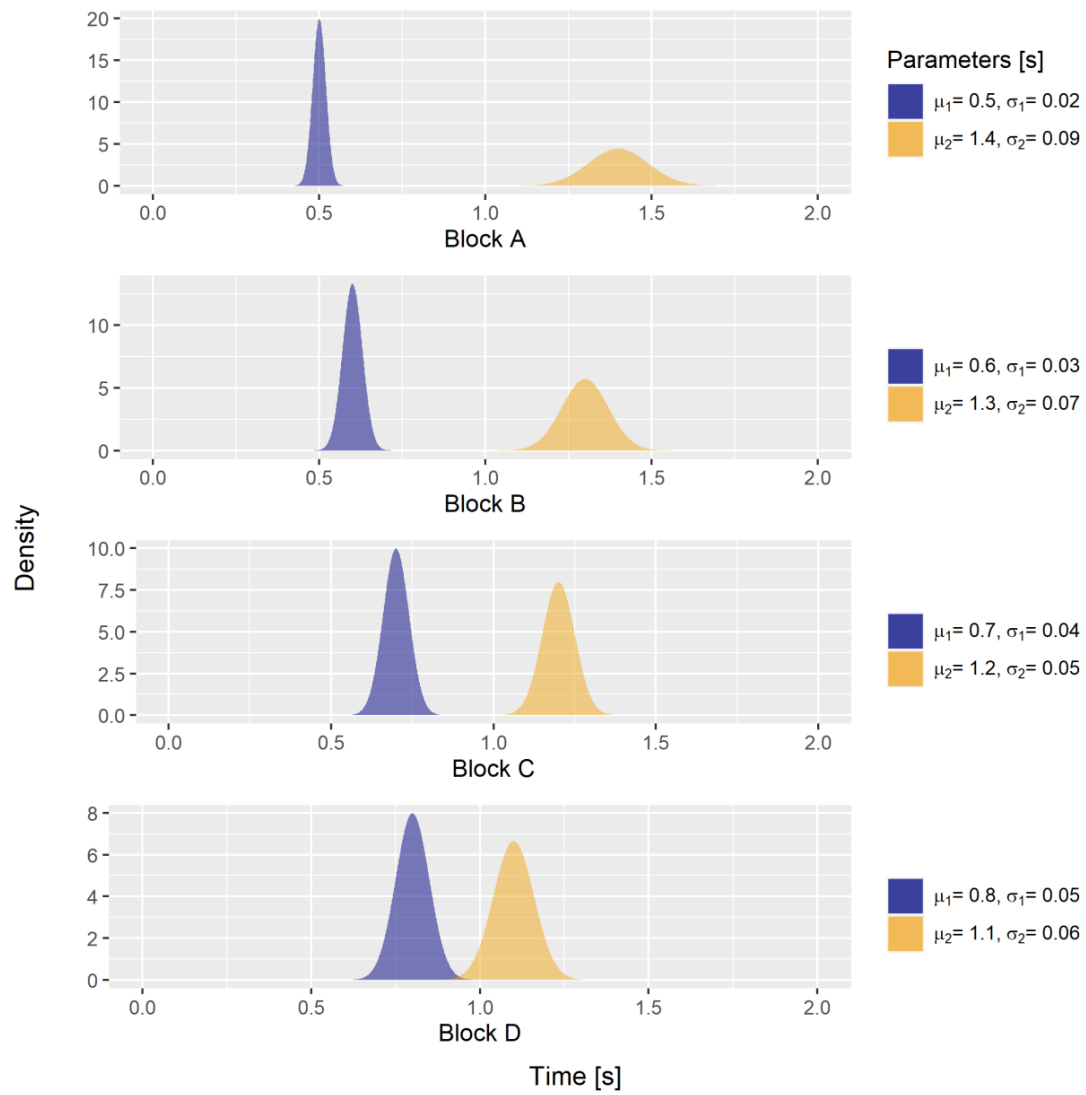 Density
20
15
10
5
0
0.0 0.5 1.0 1.5 2.0
Block A
Parameters [s]
μ1= 0.5, σ1= 0.02
μ2= 1.4, σ2= 0.09
10
5
0
0.0 0.5 1.0 1.5 2.0
Block B
μ1= 0.6, σ1= 0.03
μ2= 1.3, σ2= 0.07
10.0
7.5
5.0
2.5
0.0
0.0 0.5 1.0 1.5 2.0
Block C
μ1= 0.7, σ1= 0.04
μ2= 1.2, σ2= 0.05
8
6
4
2
0
0.0 0.5 1.0 1.5 2.0
Block D
μ1= 0.8, σ1= 0.05
μ2= 1.1, σ2= 0.06
Time [s]